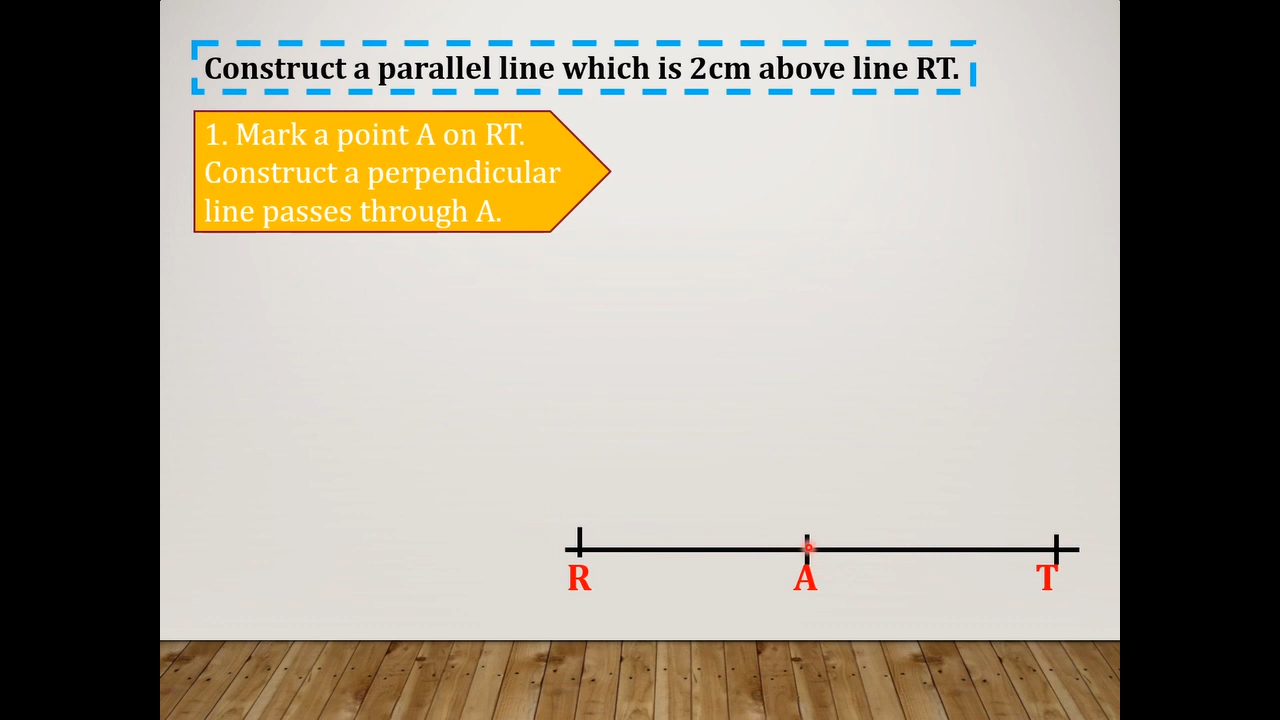 Construct a parallel line which is 2cm above line RT.
1. Mark a point A on RT.
Construct a perpendicular
line passes through A.
R A T